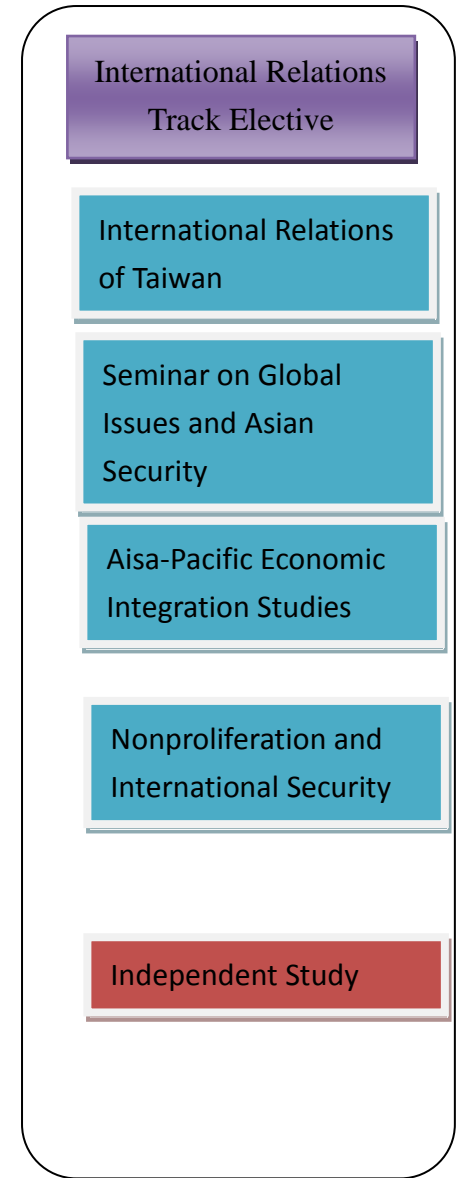 International Relations
Track Elective
International Relations
of Taiwan
Seminar on Global
Issues and Asian
Security
Aisa-Pacific Economic
Integration Studies
Nonproliferation and
International Security
Independent Study